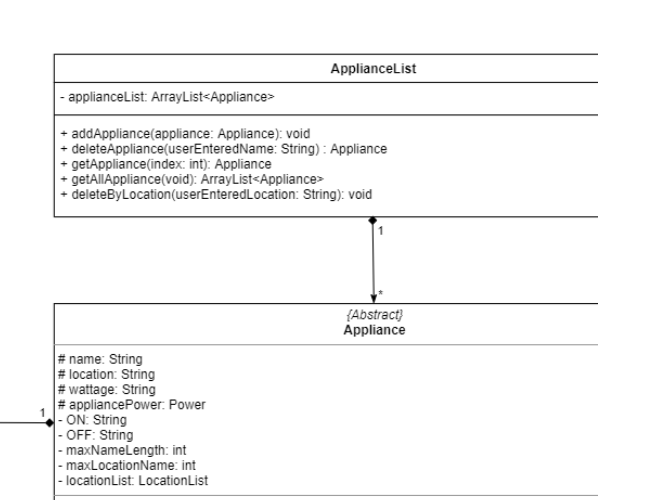 ApplianceList
- applianceList: ArrayList<Appliance>
+ addAppliance(appliance: Appliance): void
+ deleteAppliance(userEnteredName: String) : Appliance
+ getAppliance(index: int): Appliance
+ getAllAppliance(void): ArrayList<Appliance>
+ deleteByLocation(userEnteredLocation: String): void
1
*
{Abstract}
Appliance
# name: String
# location: String
# wattage: String
# appliancePower: Power
1
- ON: String
- OFF: String
- maxNameLength: int
- maxLocationName: int
- locationList: LocationList